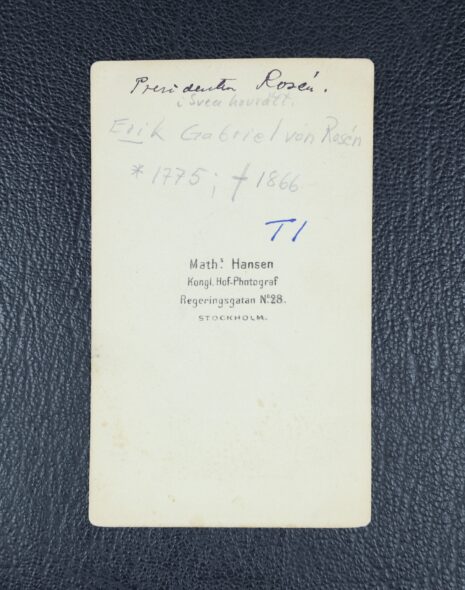 Presidenten Rosén.
i Svea hovrätt.
Erik Gabriel von Rosén
* 1775; † 1866
T1
Math.s Hansen
Kongl. Hof-Photograf
Regeringsgatan No 28.
STOCKHOLM.